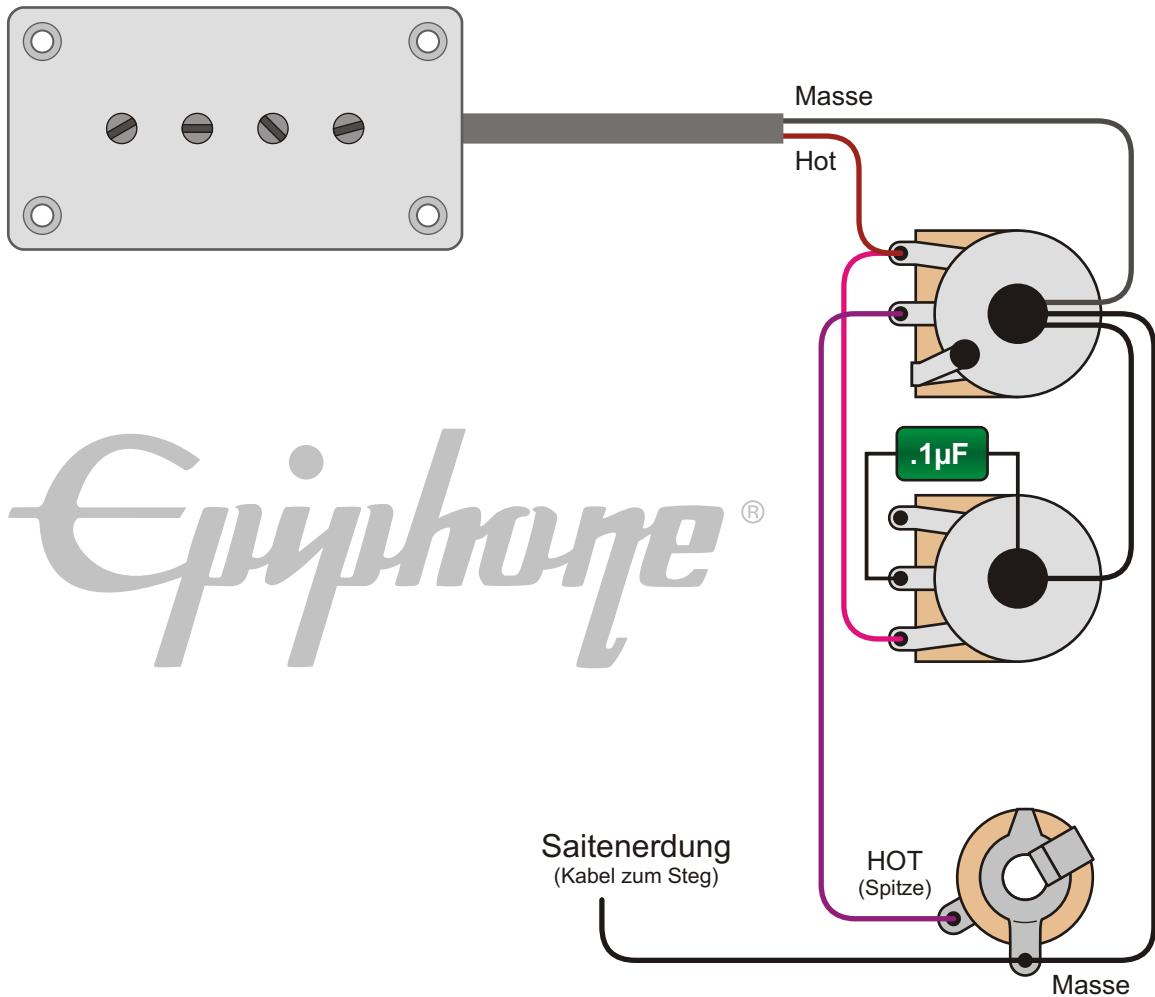 Masse
Hot
.1µF
Epiphone ®
Saitenerdung
(Kabel zum Steg)
HOT
(Spitze)
Masse